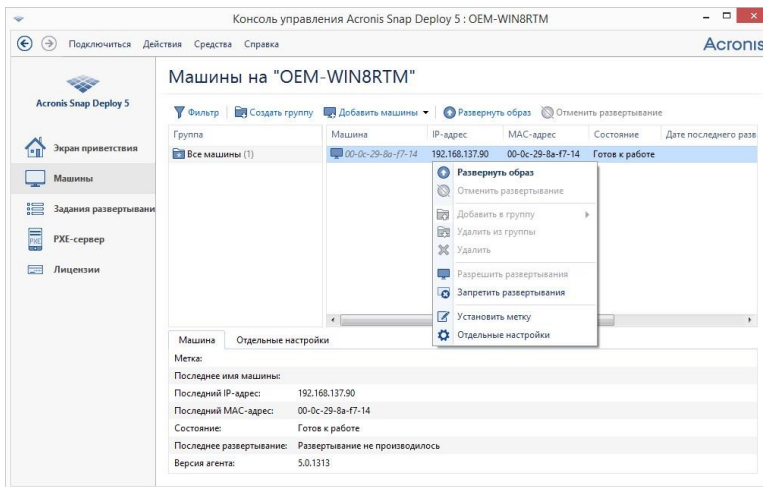 Консоль управления Acronis Snap Deploy 5 : OEM-WIN8RTM
Подключиться Действия Средства Справка
Acronis
Acronis Snap Deploy 5
Экран приветствия
Машины
Задания развертывани
PXE-сервер
PXE
Лицензии
Машины на "OEM-WIN8RTM"
Фильтр Создать группу Добавить машины Развернуть образ Отменить развертывание
Группа Машина IP-адрес MAC-адрес Состояние Дате последнего разв
Все машины (1) 00-0c-29-8a-f7-14 192.168.137.90 00-0c-29-8a-f7-14 Готов к работе
Развернуть образ
Отменить развертывание
Добавить в группу
Удалить из группы
Удалить
Разрешить развертывания
Запретить развертывания
Установить метку
Отдельные настройки
Машина Отдельные настройки
Метка:
Последнее имя машины:
Последний IP-адрес: 192.168.137.90
Последний MAC-адрес: 00-0c-29-8a-f7-14
Состояние: Готов к работе
Последнее развертывание: Развертывание не производилось
Версия агента: 5.0.1313